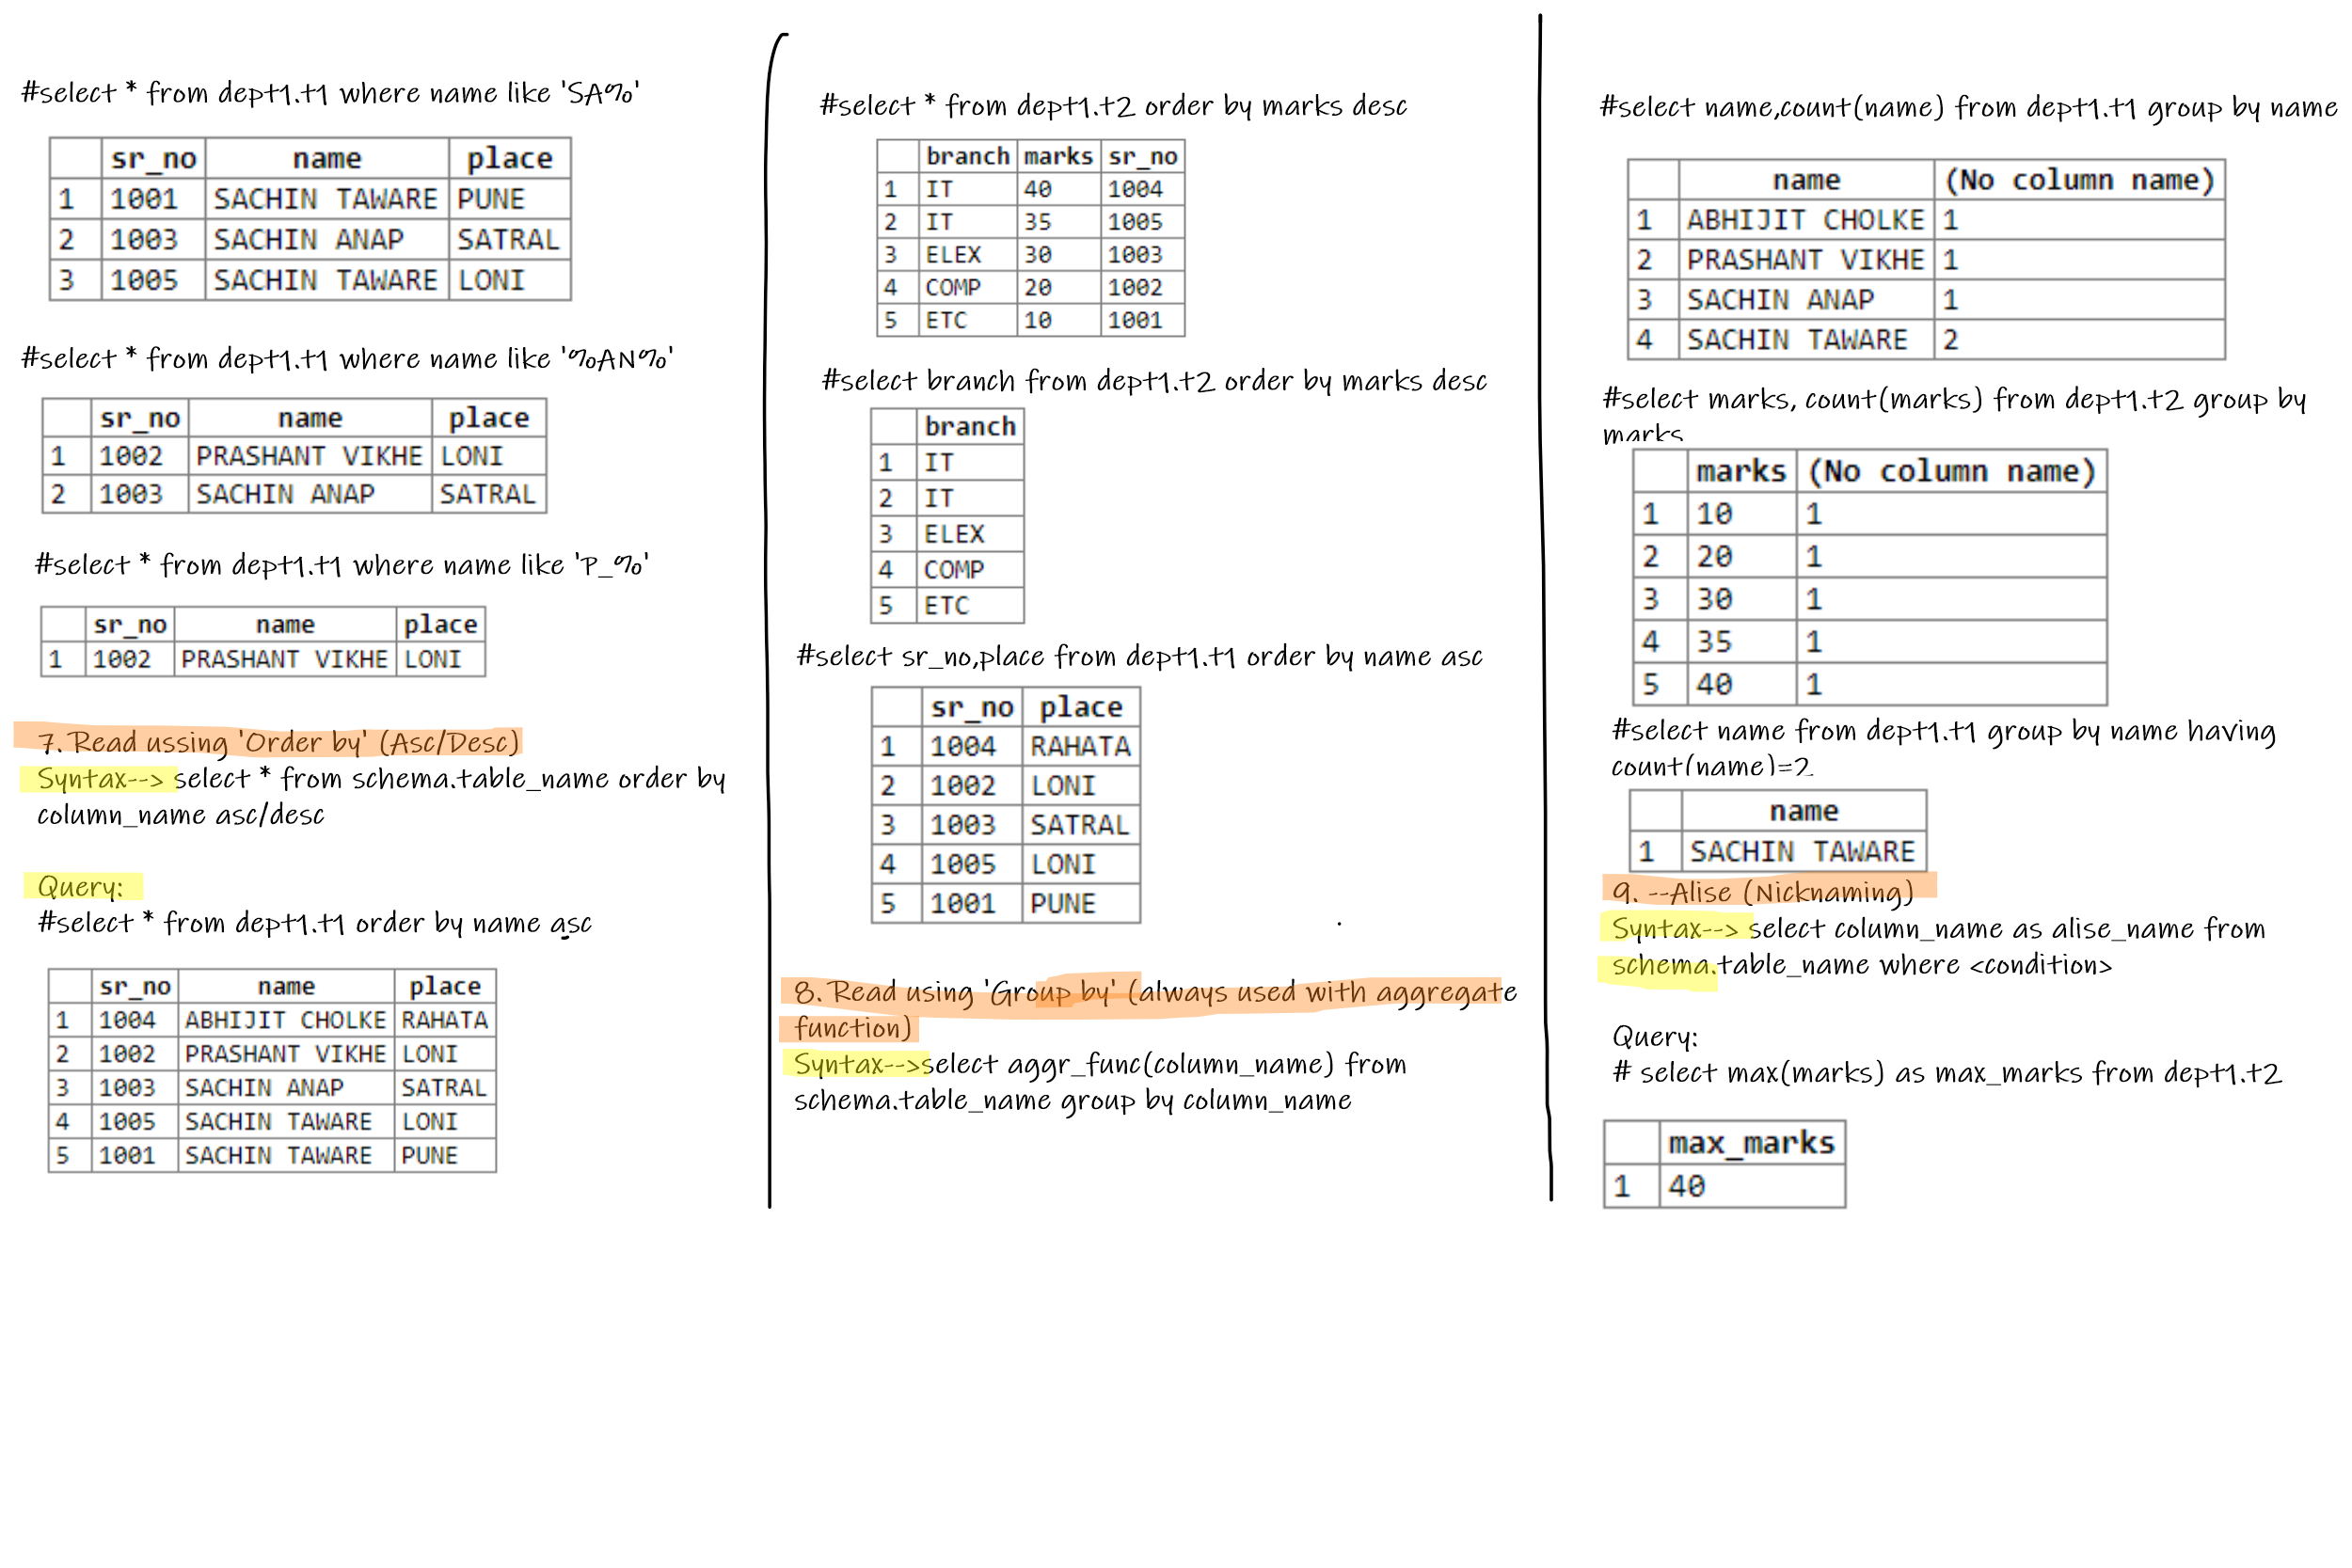 #select * from dept1.t1 where name like 'SA%'
sr_no name place
1 1001 SACHIN TAWARE PUNE
2 1003 SACHIN ANAP SATRAL
3 1005 SACHIN TAWARE LONI
#select * from dept1.t1 where name like '%AN%'
sr_no name place
1 1002 PRASHANT VIKHE LONI
2 1003 SACHIN ANAP SATRAL
#select * from dept1.t1 where name like 'P_%'
sr_no name place
1 1002 PRASHANT VIKHE LONI
7. Read ussing 'Order by' (Asc/Desc)
Syntax--> select * from schema.table_name order by
column_name asc/desc
Query:
#select * from dept1.t1 order by name asc
sr_no name place
1 1004 ABHIJIT CHOLKE RAHATA
2 1002 PRASHANT VIKHE LONI
3 1003 SACHIN ANAP SATRAL
4 1005 SACHIN TAWARE LONI
5 1001 SACHIN TAWARE PUNE
#select * from dept1.t2 order by marks desc
branch marks sr_no
1 IT 40 1004
2 IT 35 1005
3 ELEX 30 1003
4 COMP 20 1002
5 ETC 10 1001
#select branch from dept1.t2 order by marks desc
branch
1 IT
2 IT
3 ELEX
4 COMP
5 ETC
#select sr_no,place from dept1.t1 order by name asc
sr_no place
1 1004 RAHATA
2 1002 LONI
3 1003 SATRAL
4 1005 LONI
5 1001 PUNE
8. Read using 'Group by' (always used with aggregate
function)
Syntax-->select aggr_func(column_name) from
schema.table_name group by column_name
#select name,count(name) from dept1.t1 group by name
name (No column name)
1 ABHIJIT CHOLKE 1
2 PRASHANT VIKHE 1
3 SACHIN ANAP 1
4 SACHIN TAWARE 2
#select marks, count(marks) from dept1.t2 group by
marks
marks (No column name)
1 10 1
2 20 1
3 30 1
4 35 1
5 40 1
#select name from dept1.t1 group by name having
count(name)=2
name
1 SACHIN TAWARE
9. --Alise (Nicknaming)
Syntax--> select column_name as alise_name from
schema.table_name where <condition>
Query:
# select max(marks) as max_marks from dept1.t2
max_marks
1 40